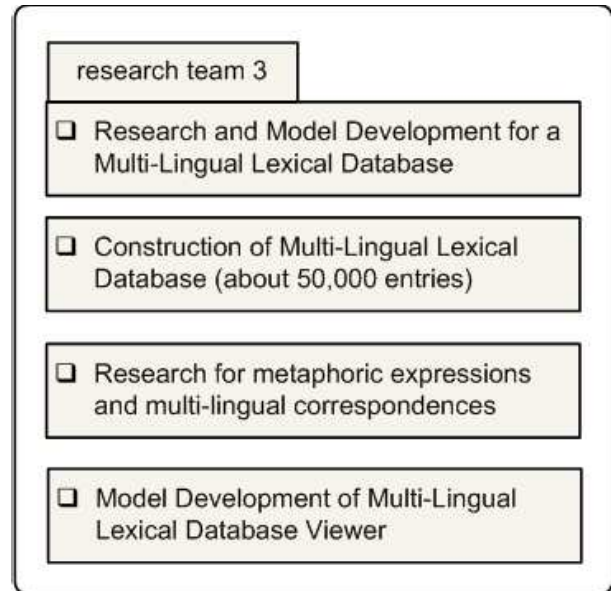 research team 3
❑ Research and Model Development for a
Multi-Lingual Lexical Database
❑ Construction of Multi-Lingual Lexical
Database (about 50,000 entries)
❑ Research for metaphoric expressions
and multi-lingual correspondences
❑ Model Development of Multi-Lingual
Lexical Database Viewer